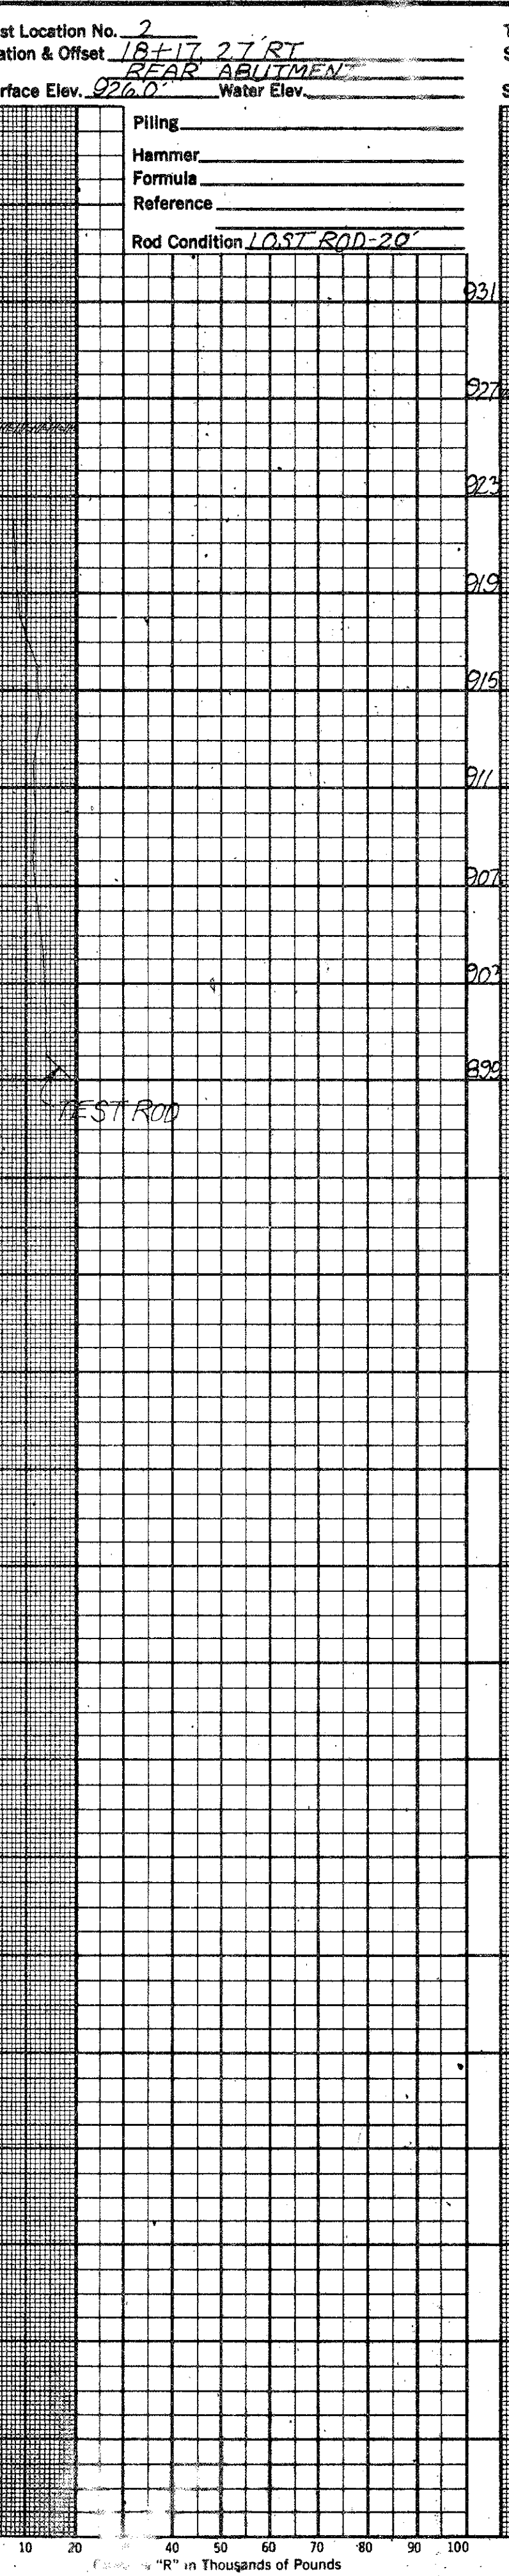 st Location No. 2
ation & Offset 18+17, 27 RT
REAR ABUTMENT
rface Elev. 926.0' Water Elev.
Piling
Hammer
Formula
Reference
Rod Condition LOST ROD-20'
931
927
923
919
915
911
907
903
899
TEST ROD
10 20 40 50 60 70 80 90 100
"R" in Thousands of Pounds